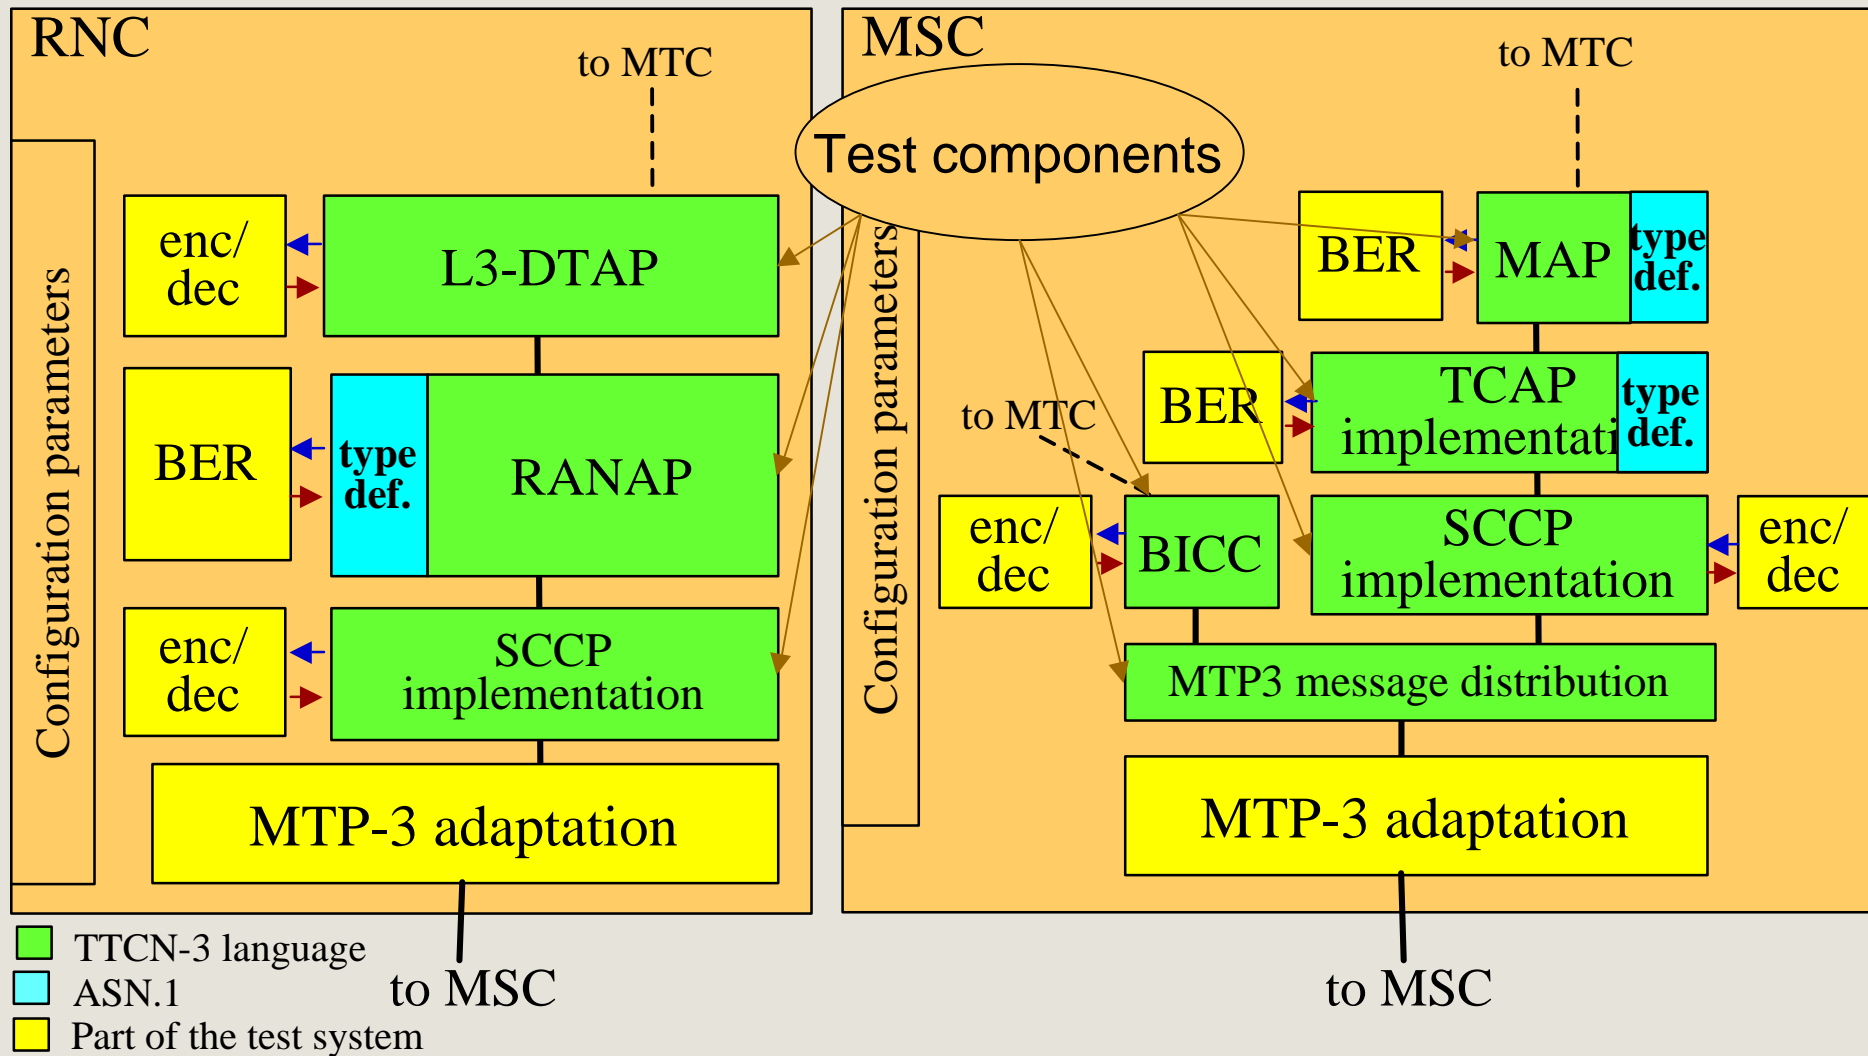 RNC
to MTC
Configuration parameters
enc/
dec
L3-DTAP
BER
type
def.
RANAP
enc/
dec
SCCP
implementation
MTP-3 adaptation
to MSC
Test components
MSC
to MTC
Configuration parameters
BER
MAP
type
def.
BER
TCAP
implementati
type
def.
to MTC
enc/
dec
BICC
SCCP
implementation
enc/
dec
MTP3 message distribution
MTP-3 adaptation
to MSC
TTCN-3 language
ASN.1
Part of the test system